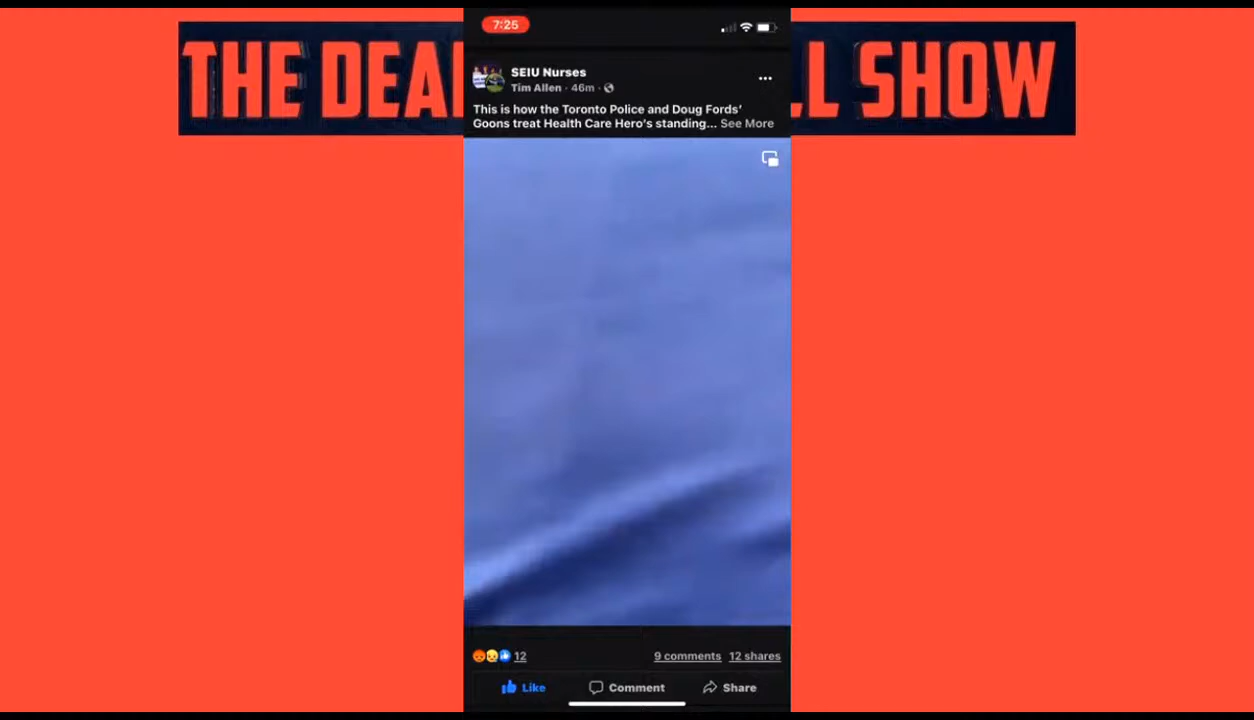 THE DEA
LL SHOW
7:25
SEIU Nurses
Tim Allen · 46m ·
This is how the Toronto Police and Doug Fords'
Goons treat Health Care Hero's standing... See More
12
9 comments 12 shares
Like Comment Share